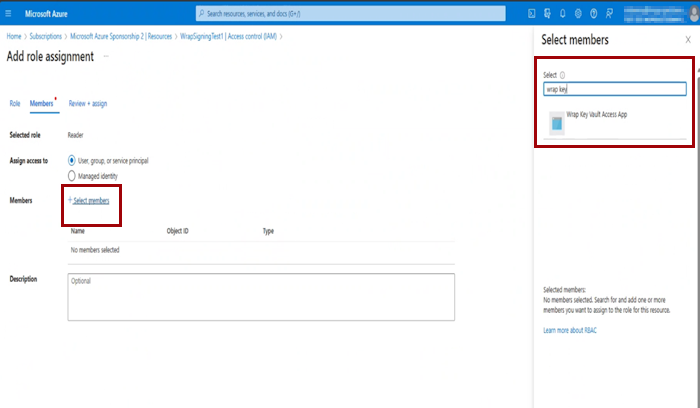 Microsoft Azure
Search resources, services, and docs (G+/)
Home > Subscriptions > Microsoft Azure Sponsorship 2 | Resources > WrapSigningTest1 | Access control (IAM) >
Add role assignment ...
Role Members * Review + assign
Selected role Reader
Assign access to User, group, or service principal
Managed identity
Members + Select members
Name Object ID Type
No members selected
Description Optional
Select members
Select
wrap key
Wrap Key Vault Access App
Selected members:
No members selected. Search for and add one or more
members you want to assign to the role for this resource.
Learn more about RBAC